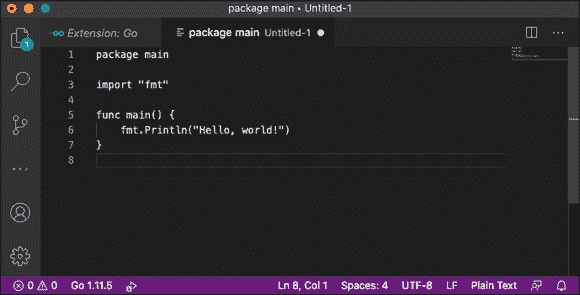 package main • Untitled-1
Extension: Go
package main Untitled-1
1
1 package main
2
3 import "fmt"
4
5 func main() {
6 fmt.Println("Hello, world!")
7 }
8
0 0 Go 1.11.5 Ln 8, Col 1 Spaces: 4 UTF-8 LF Plain Text